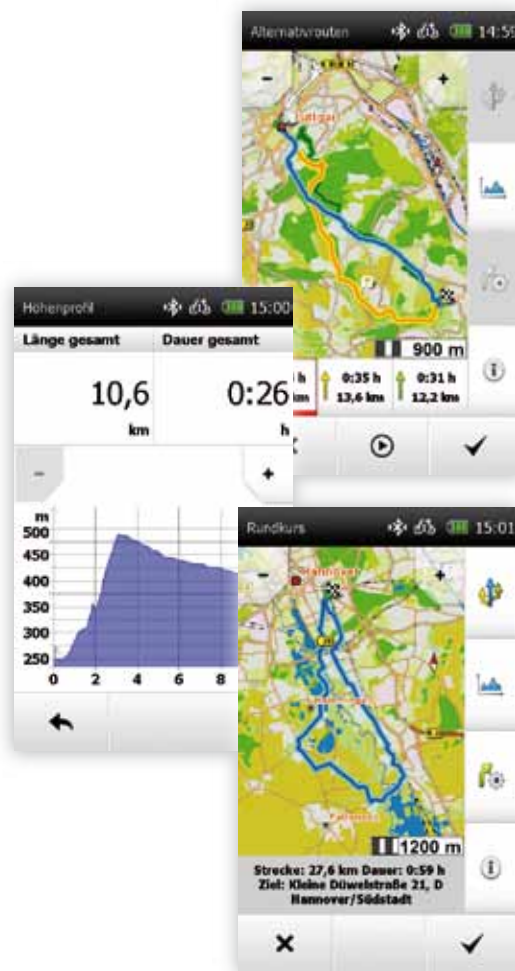 Alternativrouten 14:59
Stuttgart
900 m
0:35 h 0:31 h
13,6 km 12,2 km
Höhenprofil 15:00
Länge gesamt Dauer gesamt
10,6 0:26
km h
m
500
450
400
350
300
250
0 2 4 6 8
Rundkurs 15:01
Hannover
1200 m
Strecke: 27,6 km Dauer: 0:59 h
Ziel: Kleine Düwelstraße 21, D
Hannover/Südstadt